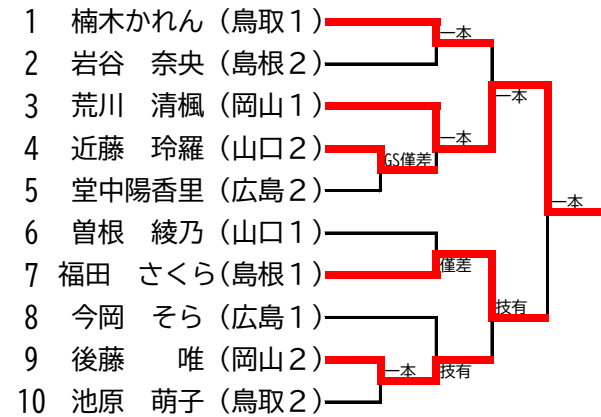 1 楠木かれん（鳥取１）
一本
2 岩谷　奈央（島根２）
一本
3 荒川　清楓（岡山１）
一本
4 近藤　玲羅（山口２）
GS僅差
5 堂中陽香里（広島２）
一本
6 曽根　綾乃（山口１）
僅差
7 福田　さくら(島根１）
技有
8 今岡　そら（広島１）
9 後藤　　唯（岡山２）
一本
技有
10 池原　萌子（鳥取２）